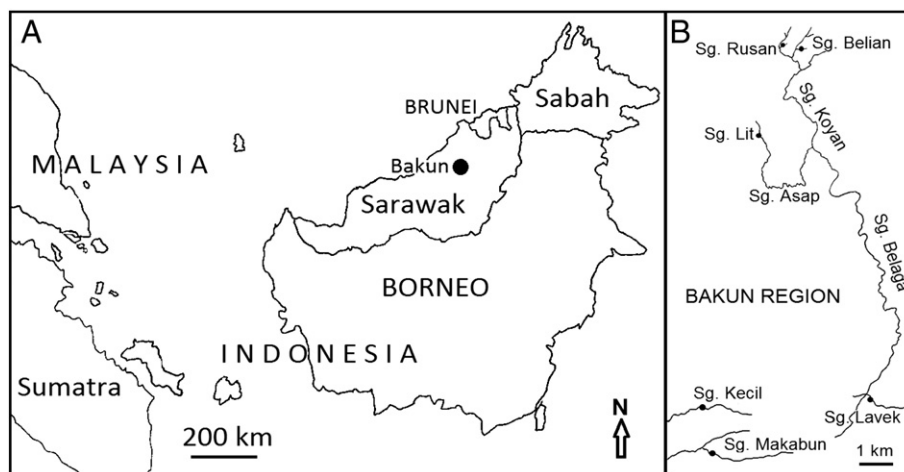 A
BRUNEI
Sabah
MALAYSIA
Bakun
Sarawak
BORNEO
INDONESIA
Sumatra
200 km
N
B
Sg. Rusan
Sg. Belian
Sg. Koyan
Sg. Lit
Sg. Asap
Sg. Belaga
BAKUN REGION
Sg. Kecil
Sg. Lavek
Sg. Makabun
1 km